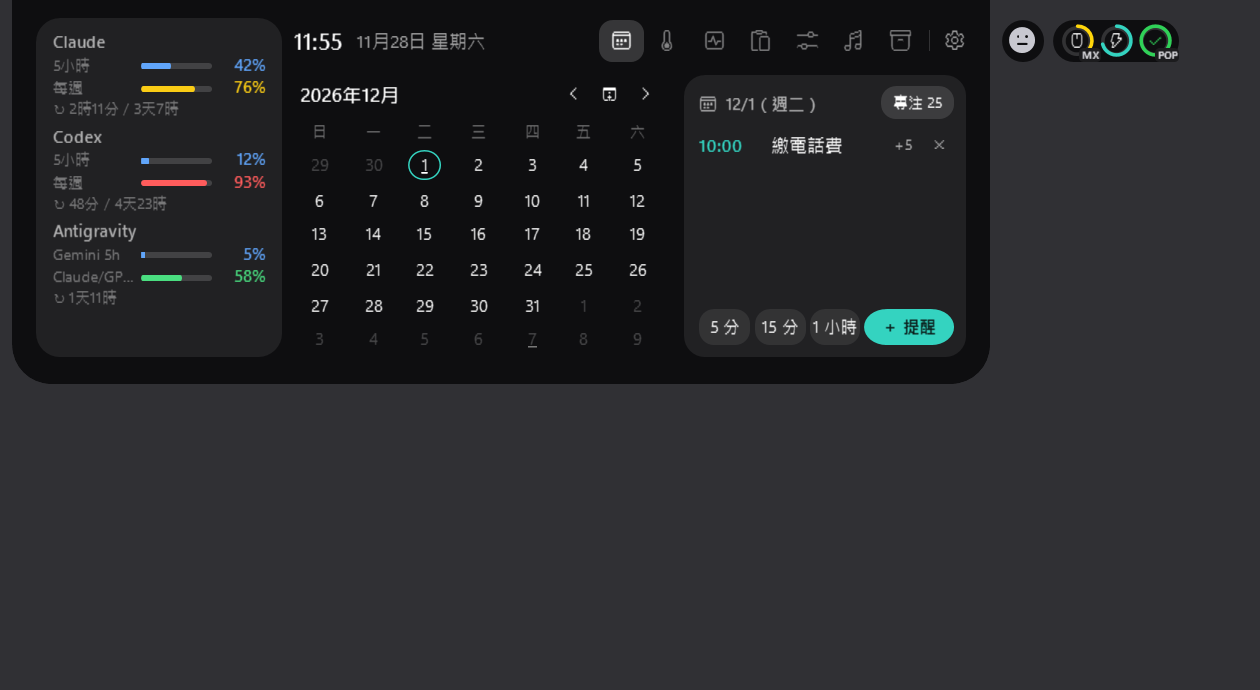 Claude
5小時 42%
每週 76%
↻ 2時11分 / 3天7時
Codex
5小時 12%
每週 93%
↻ 48分 / 4天23時
Antigravity
Gemini 5h 5%
Claude/GP... 58%
↻ 1天11時
11:55 11月28日 星期六
2026年12月
日 一 二 三 四 五 六
29 30 1 2 3 4 5
6 7 8 9 10 11 12
13 14 15 16 17 18 19
20 21 22 23 24 25 26
27 28 29 30 31 1 2
3 4 5 6 7 8 9
12/1 ( 週二 ) 專注 25
10:00 繳電話費 +5 ×
5 分 15 分 1 小時 + 提醒
MX POP